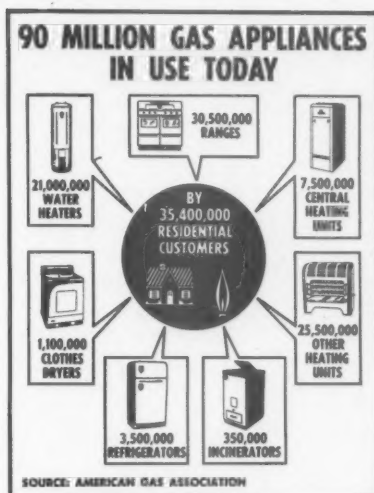 90 MILLION GAS APPLIANCES
IN USE TODAY
30,500,000
RANGES
21,000,000
WATER
HEATERS
7,500,000
CENTRAL
HEATING
UNITS
BY
35,400,000
RESIDENTIAL
CUSTOMERS
1,100,000
CLOTHES
DRYERS
25,500,000
OTHER
HEATING
UNITS
3,500,000
REFRIGERATORS
350,000
INCINERATORS
SOURCE: AMERICAN GAS ASSOCIATION